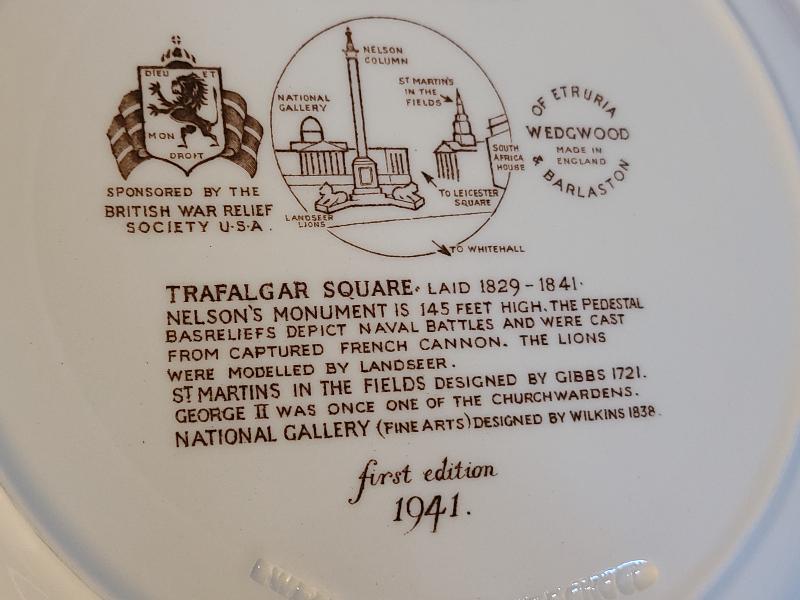 DIEU ET
MON
DROIT
SPONSORED BY THE
BRITISH WAR RELIEF
SOCIETY U·S·A.
NELSON
COLUMN
ST MARTIN'S
IN THE
FIELDS
NATIONAL
GALLERY
SOUTH
AFRICA
HOUSE
TO LEICESTER
SQUARE
LANDSEER
LIONS
TO WHITEHALL
OF ETRURIA
WEDGWOOD
MADE IN
ENGLAND
& BARLASTON
TRAFALGAR SQUARE· LAID 1829-1841·
NELSON'S MONUMENT IS 145 FEET HIGH. THE PEDESTAL
BASRELIEFS DEPICT NAVAL BATTLES AND WERE CAST
FROM CAPTURED FRENCH CANNON. THE LIONS
WERE MODELLED BY LANDSEER.
ST MARTINS IN THE FIELDS DESIGNED BY GIBBS 1721.
GEORGE II WAS ONCE ONE OF THE CHURCHWARDENS.
NATIONAL GALLERY (FINE ARTS) DESIGNED BY WILKINS 1838.
first edition
1941.